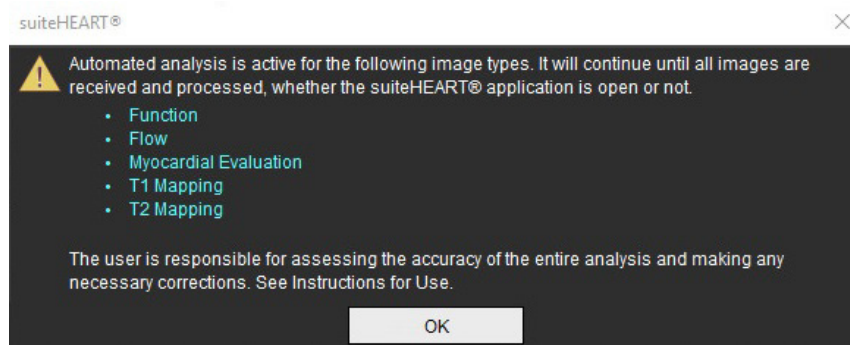 suiteHEART®
Automated analysis is active for the following image types. It will continue until all images are
received and processed, whether the suiteHEART® application is open or not.
• Function
• Flow
• Myocardial Evaluation
• T1 Mapping
• T2 Mapping
The user is responsible for assessing the accuracy of the entire analysis and making any
necessary corrections. See Instructions for Use.
OK